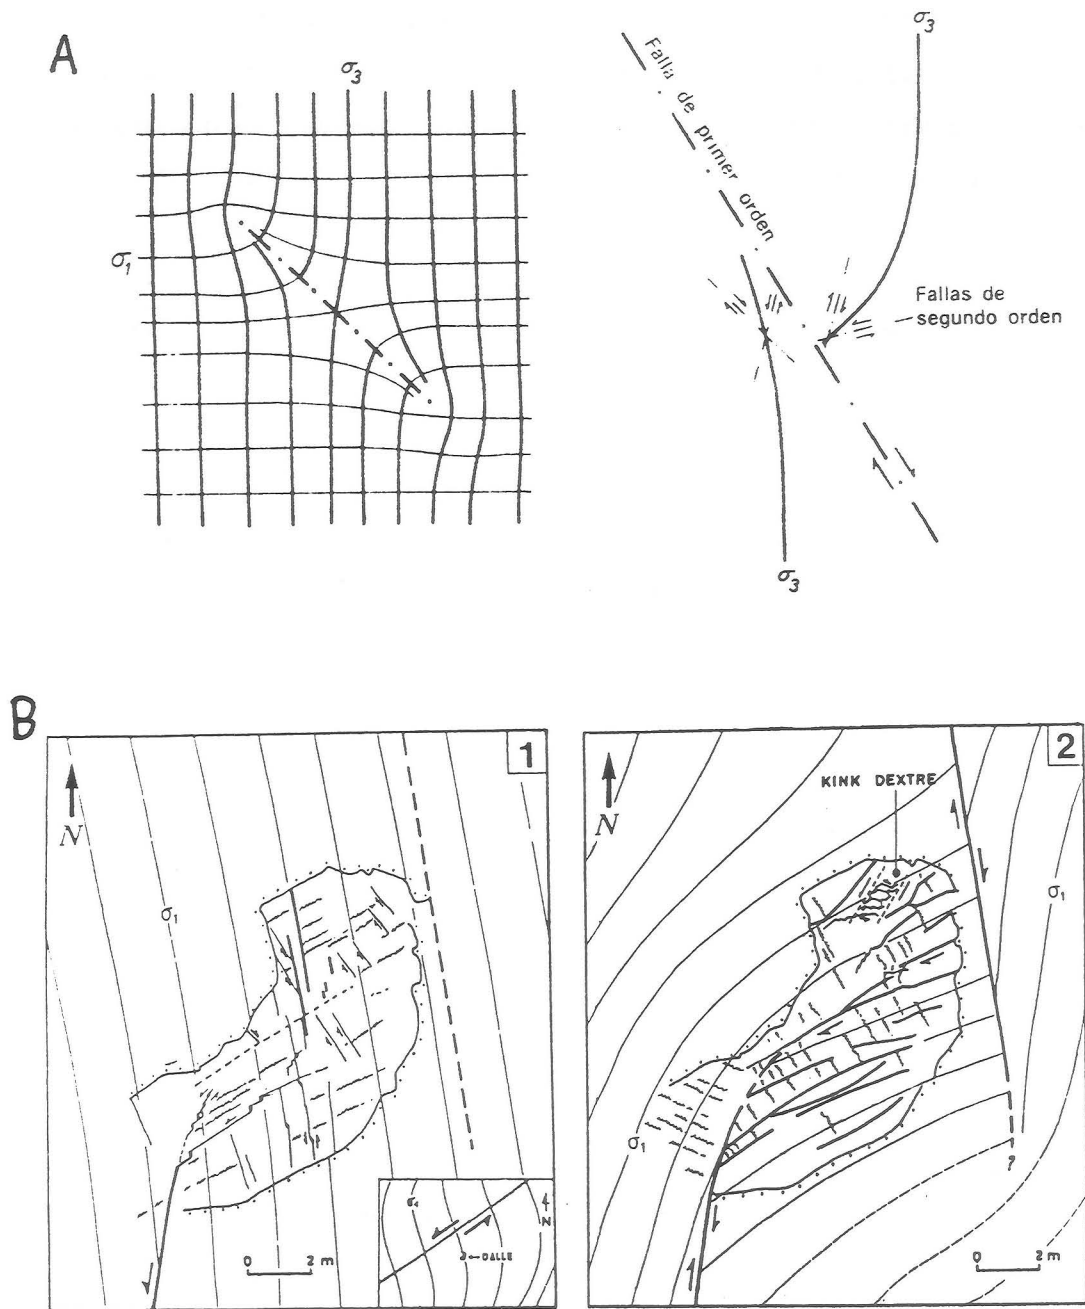 A
σ3
σ1
σ3
Falla de primer orden
Fallas de
segundo orden
σ3
B
1
N
σ1
0 2 m
σ1
N
J←DALLE
2
N
KINK DEXTRE
σ1
σ1
?
0 2 m